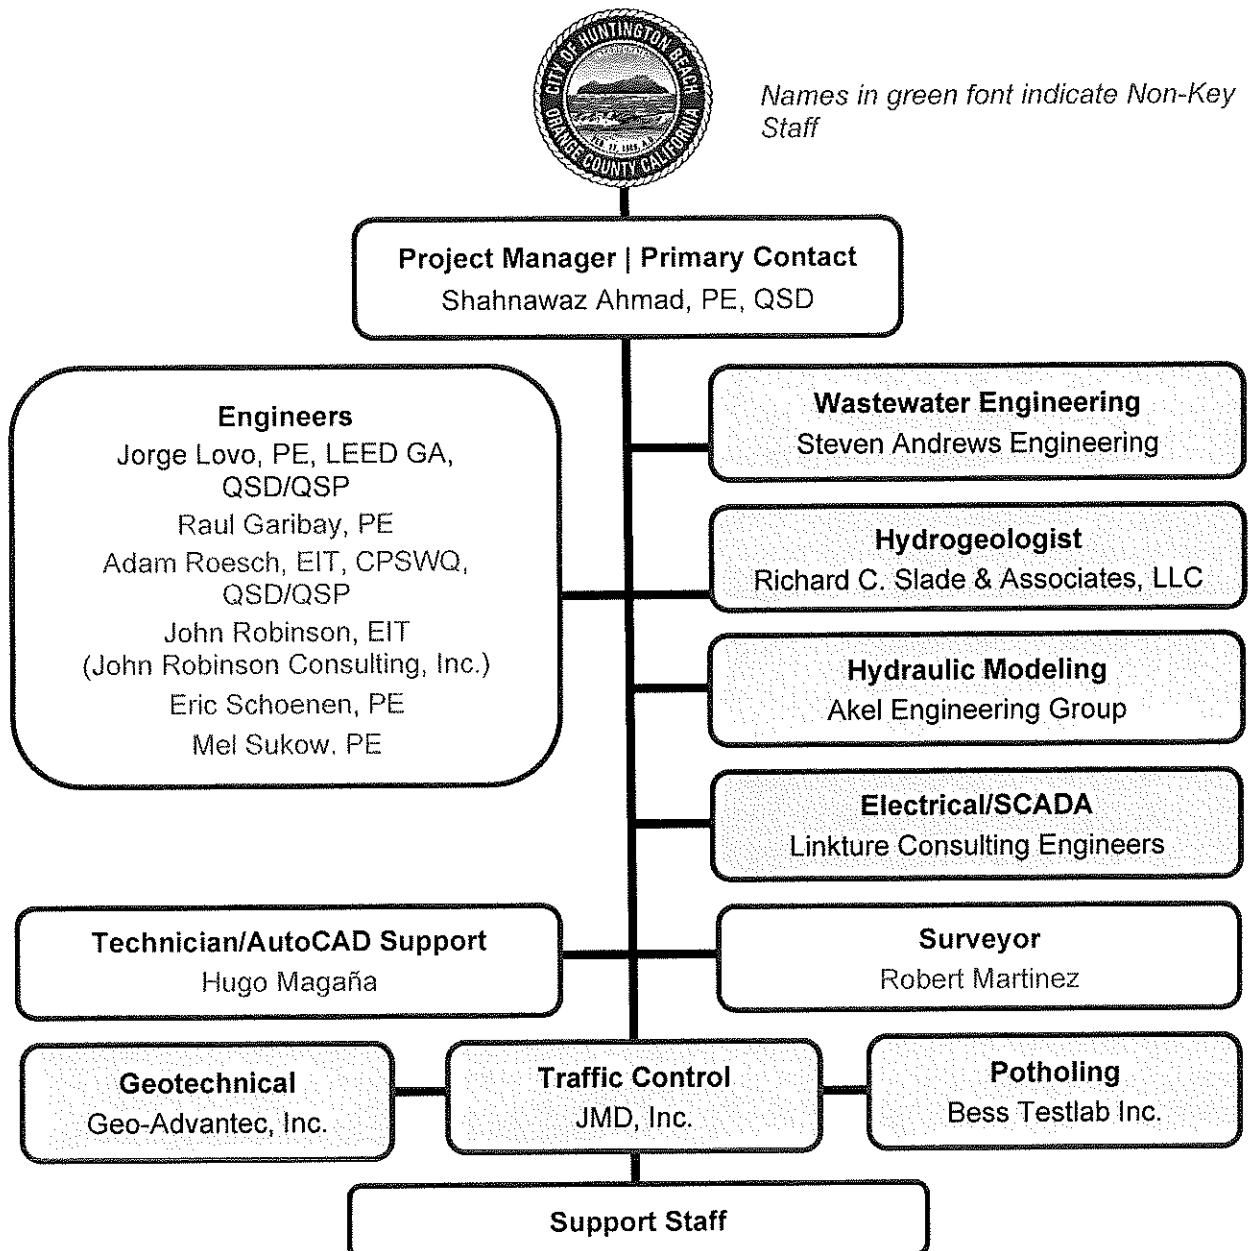 CITY OF HUNTINGTON BEACH
ORANGE COUNTY CALIFORNIA
Names in green font indicate Non-Key
Staff
Project Manager | Primary Contact
Shahnawaz Ahmad, PE, QSD
Engineers
Jorge Lovo, PE, LEED GA,
QSD/QSP
Raul Garibay, PE
Adam Roesch, EIT, CPSWQ,
QSD/QSP
John Robinson, EIT
(John Robinson Consulting, Inc.)
Eric Schoenen, PE
Mel Sukow, PE
Wastewater Engineering
Steven Andrews Engineering
Hydrogeologist
Richard C. Slade & Associates, LLC
Hydraulic Modeling
Akel Engineering Group
Electrical/SCADA
Linkture Consulting Engineers
Technician/AutoCAD Support
Hugo Magaña
Surveyor
Robert Martinez
Geotechnical
Geo-Advantec, Inc.
Traffic Control
JMD, Inc.
Potholing
Bess Testlab Inc.
Support Staff